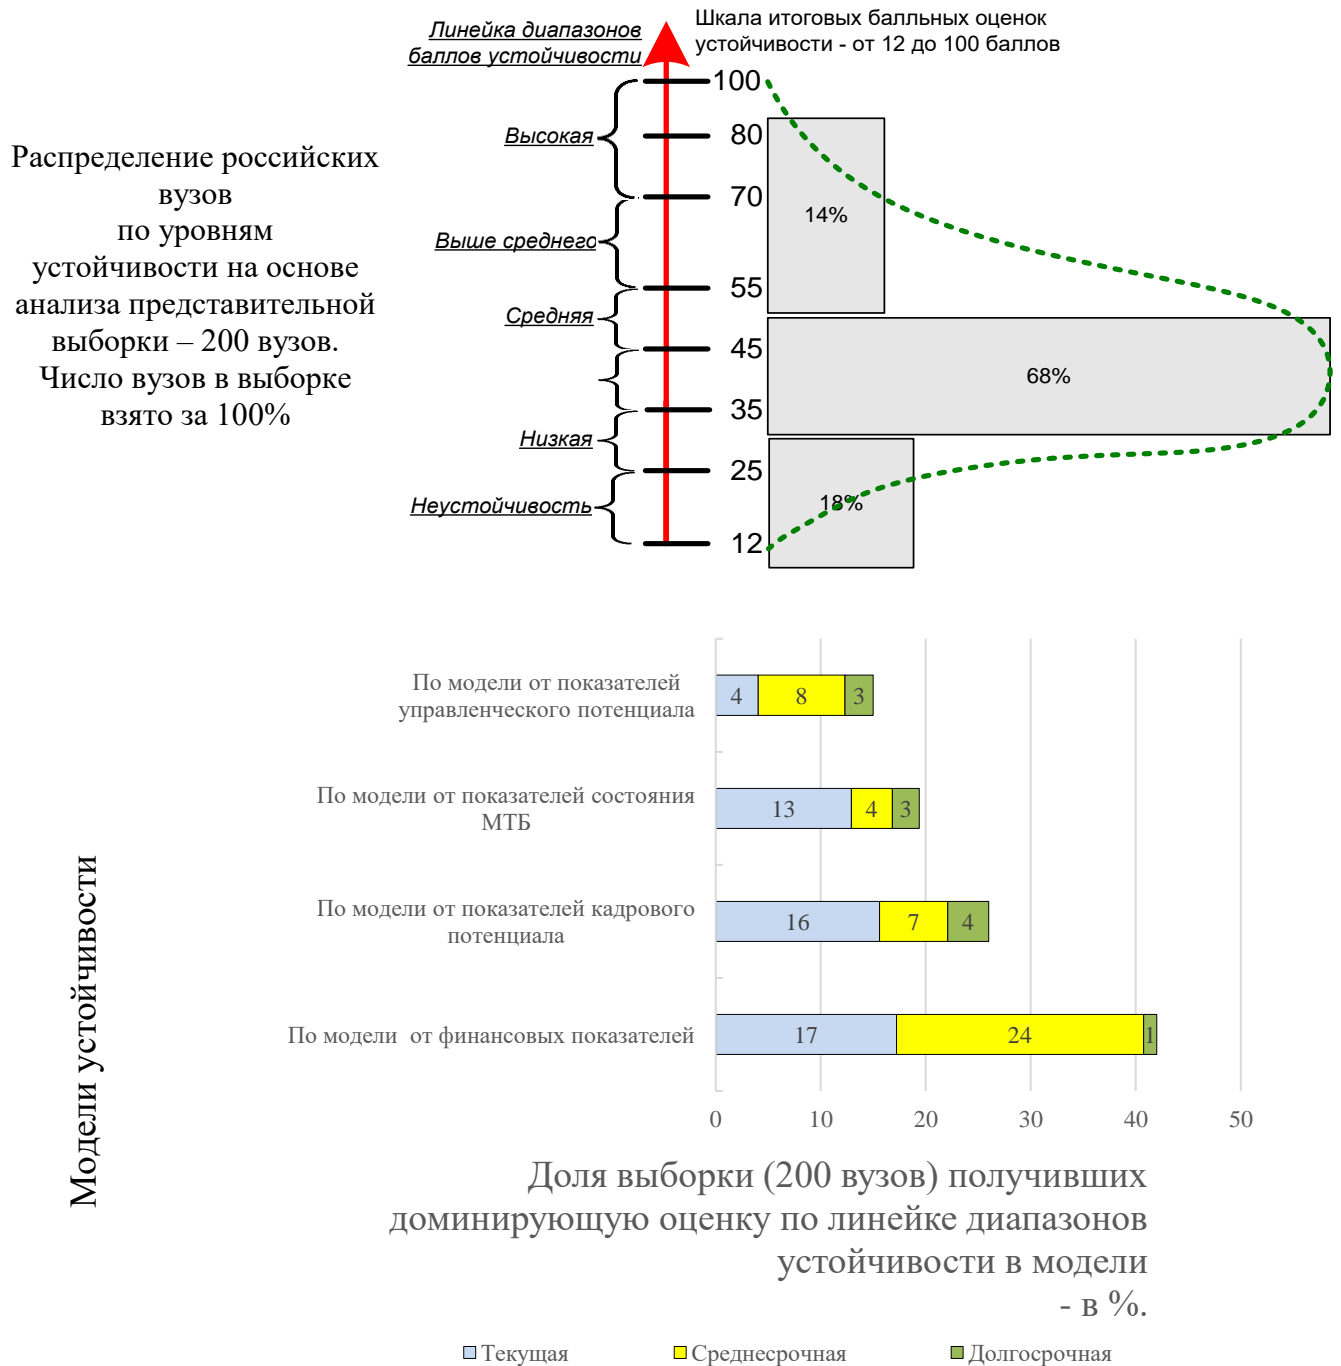 Линейка диапазонов
баллов устойчивости
Шкала итоговых балльных оценок
устойчивости - от 12 до 100 баллов
Распределение российских
вузов
по уровням
устойчивости на основе
анализа представительной
выборки – 200 вузов.
Число вузов в выборке
взято за 100%
100
Высокая
80
70
14%
Выше среднего
55
Средняя
45
68%
35
Низкая
25
Неустойчивость
18%
12
По модели от показателей
управленческого потенциала
4 8 3
По модели от показателей состояния
МТБ
13 4 3
По модели от показателей кадрового
потенциала
16 7 4
По модели от финансовых показателей
17 24 1
Модели устойчивости
0 10 20 30 40 50
Доля выборки (200 вузов) получивших
доминирующую оценку по линейке диапазонов
устойчивости в модели
- в %.
Текущая Среднесрочная Долгосрочная